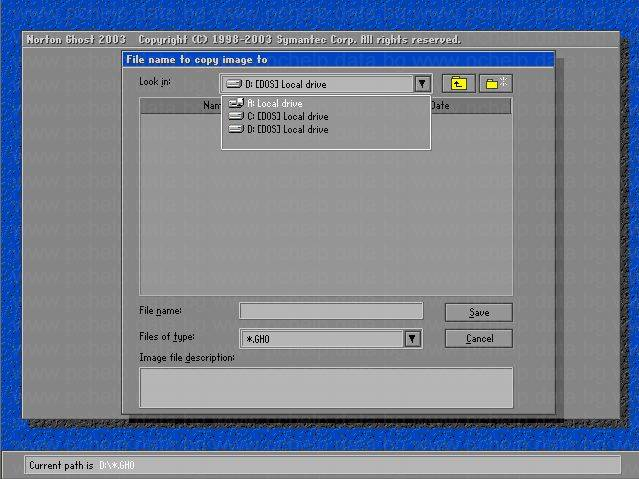 Norton Ghost 2003 Copyright (C) 1998-2003 Symantec Corp. All rights reserved.
File name to copy image to
Look in: D: [DOS] Local drive
Nam Date
A: Local drive
C: [DOS] Local drive
D: [DOS] Local drive
File name:
Save
Files of type: *.GHO
Cancel
Image file description:
Current path is D:\*.GHO